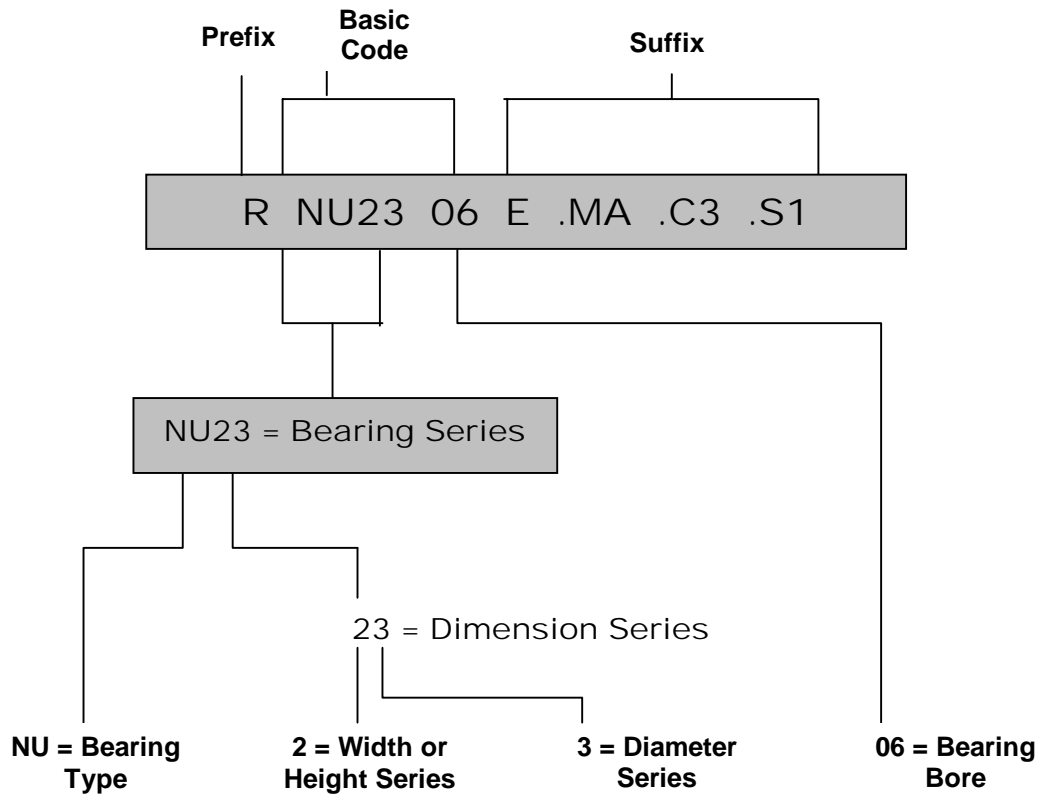 Prefix
Basic
Code
Suffix
R NU23 06 E .MA .C3 .S1
NU23 = Bearing Series
23 = Dimension Series
NU = Bearing
Type
2 = Width or
Height Series
3 = Diameter
Series
06 = Bearing
Bore